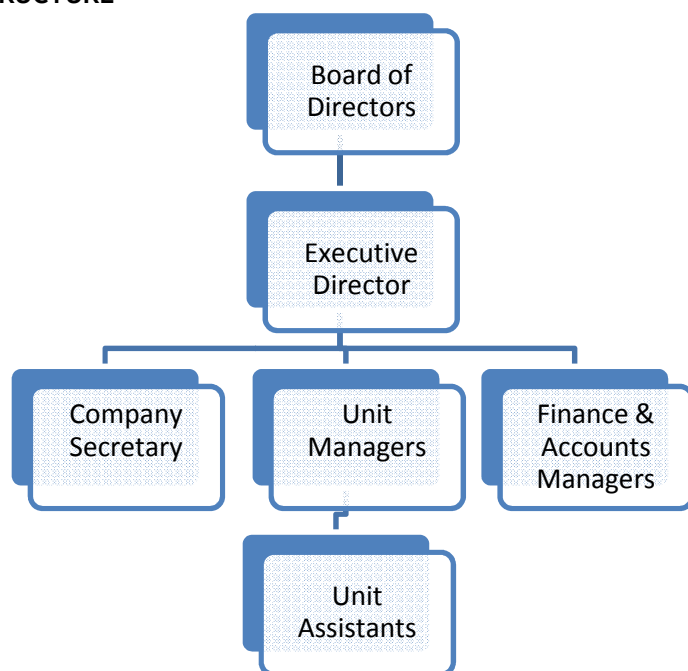 Board of
Directors
Executive
Director
Company
Secretary
Unit
Managers
Finance &
Accounts
Managers
Unit
Assistants